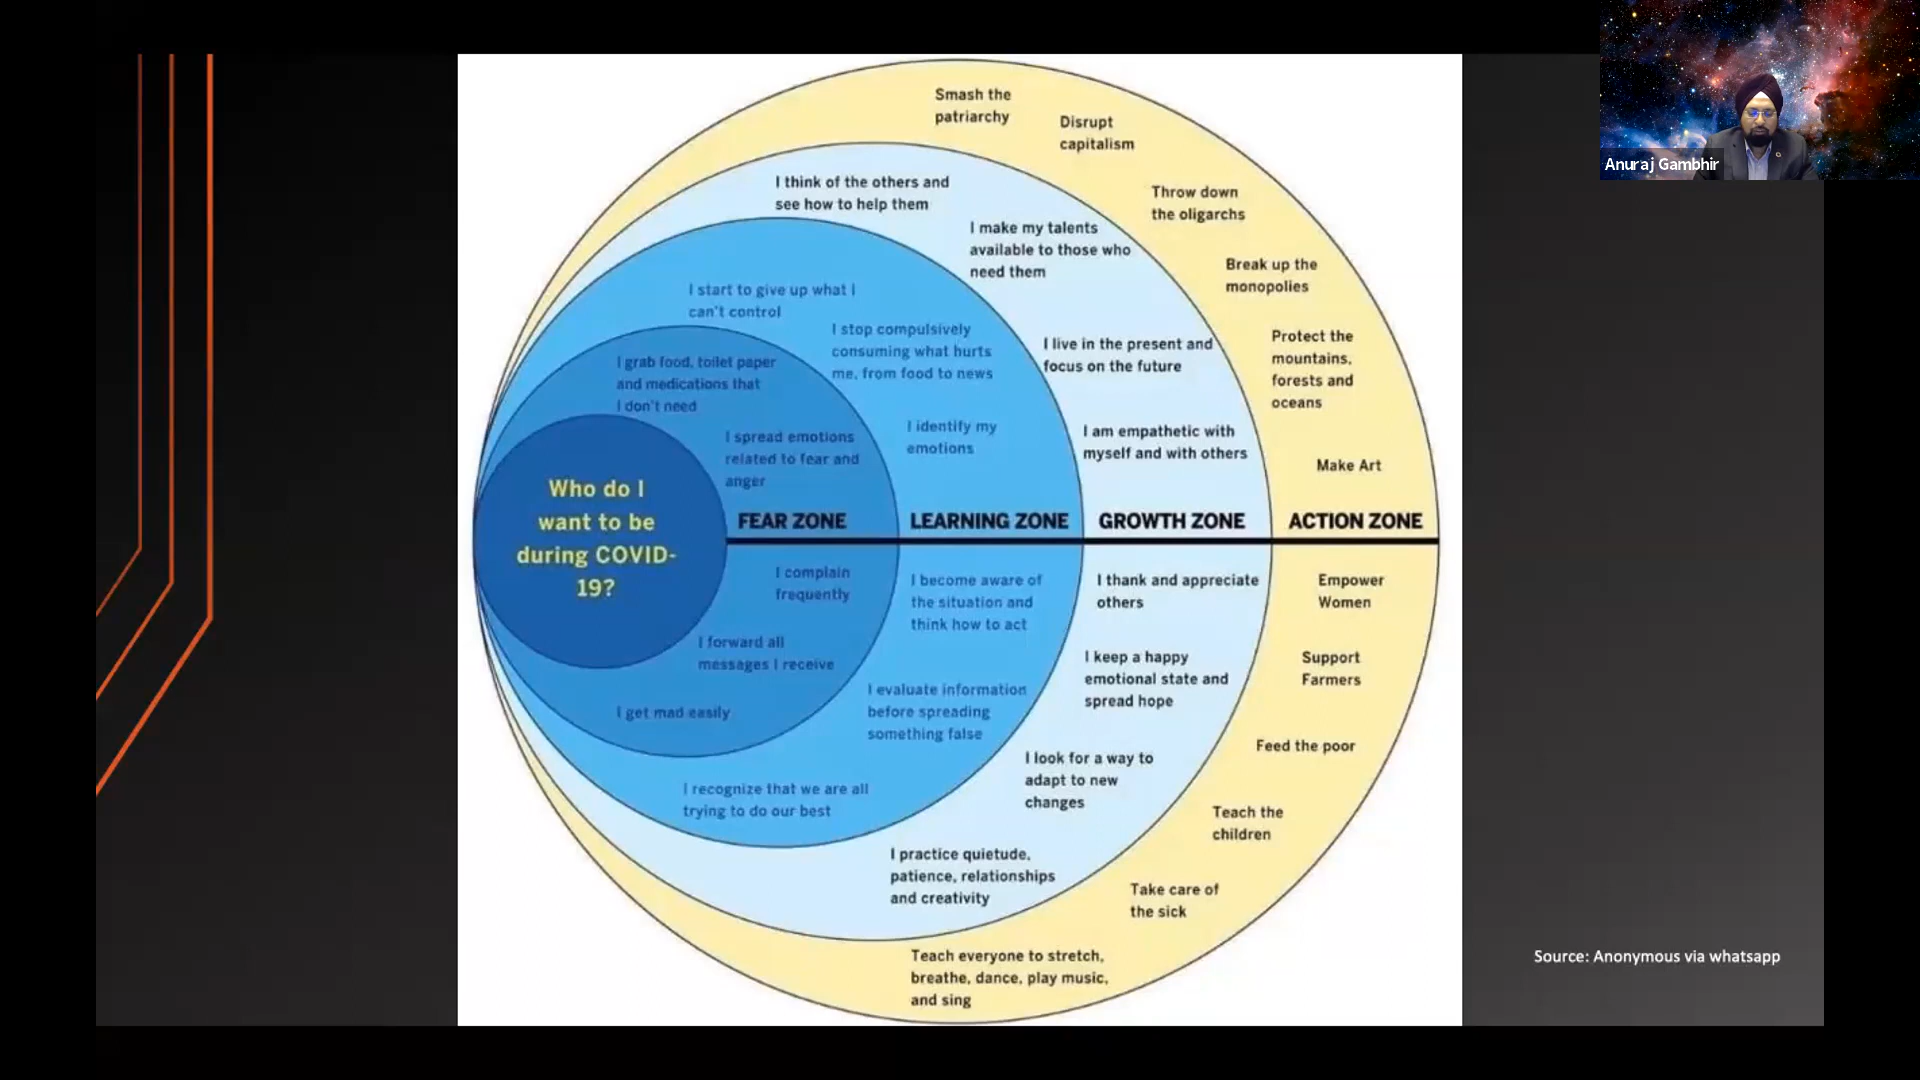 Smash the
patriarchy
Disrupt
capitalism
Throw down
the oligarchs
Break up the
monopolies
Protect the
mountains,
forests and
oceans
Make Art
I think of the others and
see how to help them
I make my talents
available to those who
need them
I live in the present and
focus on the future
I am empathetic with
myself and with others
I start to give up what I
can't control
I stop compulsively
consuming what hurts
me, from food to news
I identify my
emotions
I grab food, toilet paper
and medications that
I don't need
I spread emotions
related to fear and
anger
Who do I
want to be
during COVID-
19?
FEAR ZONE
LEARNING ZONE
GROWTH ZONE
ACTION ZONE
I complain
frequently
I forward all
messages I receive
I get mad easily
I become aware of
the situation and
think how to act
I evaluate information
before spreading
something false
I recognize that we are all
trying to do our best
I thank and appreciate
others
I keep a happy
emotional state and
spread hope
I look for a way to
adapt to new
changes
I practice quietude,
patience, relationships
and creativity
Empower
Women
Support
Farmers
Feed the poor
Teach the
children
Take care of
the sick
Teach everyone to stretch,
breathe, dance, play music,
and sing
Anuraj Gambhir
Source: Anonymous via whatsapp